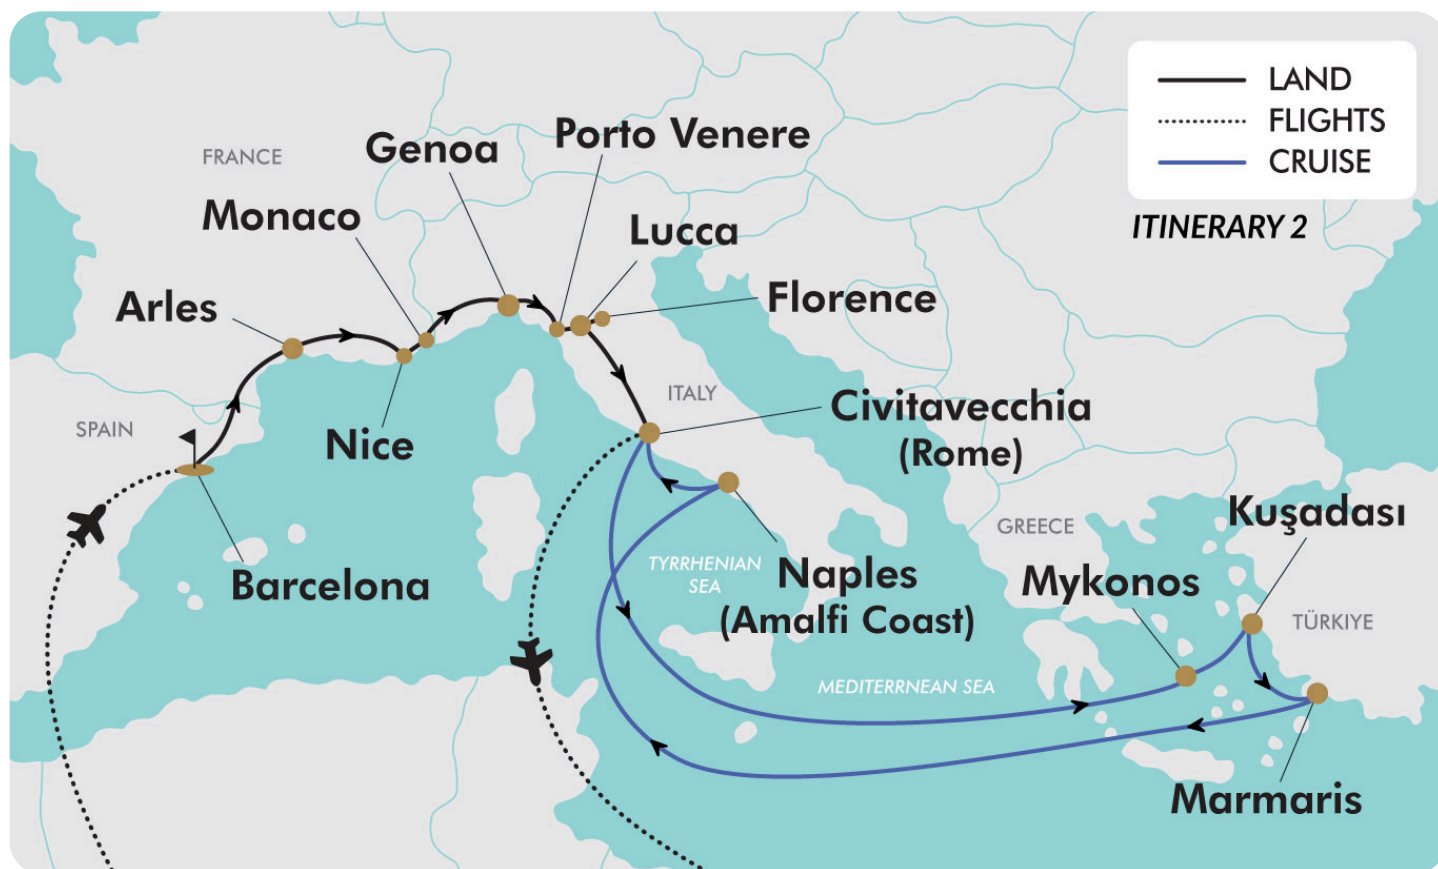 LAND
FLIGHTS
CRUISE
ITINERARY 2
Porto Venere
Genoa
FRANCE
Monaco
Lucca
Arles
Florence
ITALY
Civitavecchia
(Rome)
SPAIN
Nice
Kuşadası
GREECE
Barcelona
TYRRHENIAN
SEA
Naples
(Amalfi Coast)
Mykonos
TÜRKIYE
MEDITERRNEAN SEA
Marmaris